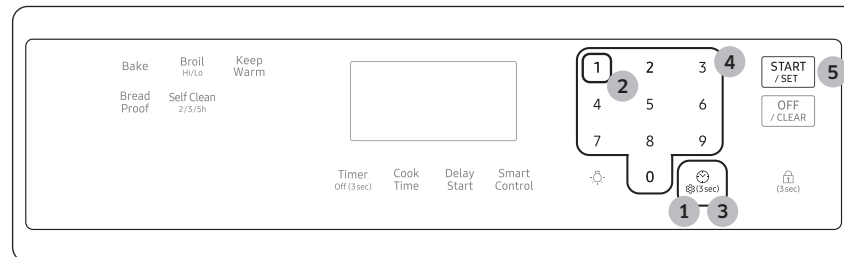 Bake
Broil
Hi/Lo
Keep
Warm
Bread
Proof
Self Clean
2/3/5h
Timer
Off (3 sec)
Cook
Time
Delay
Start
Smart
Control
1 2 3
4 5 6
7 8 9
0
(3 sec)
START
/ SET
OFF
/ CLEAR
(3 sec)
4
2
5
1 3